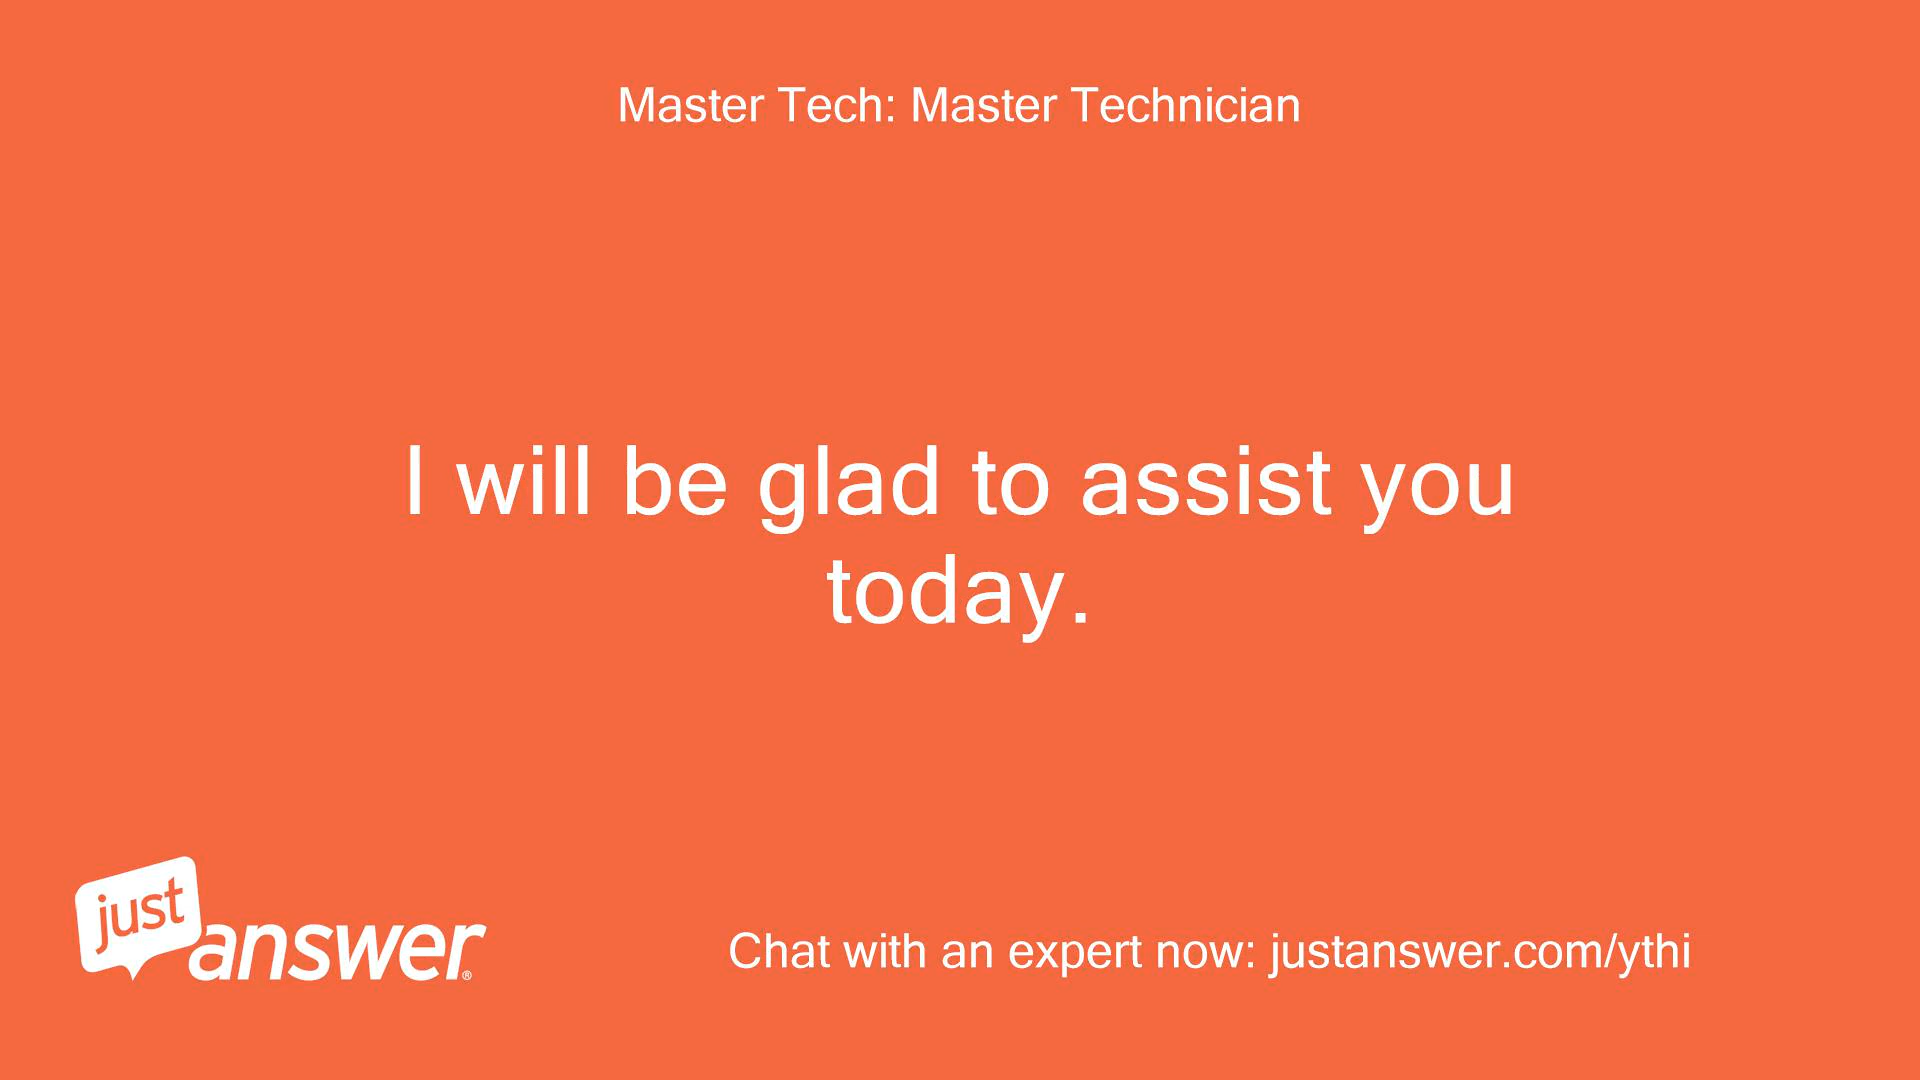 Master Tech: Master Technician
I will be glad to assist you
today.
just
answer®
Chat with an expert now: justanswer.com/ythi